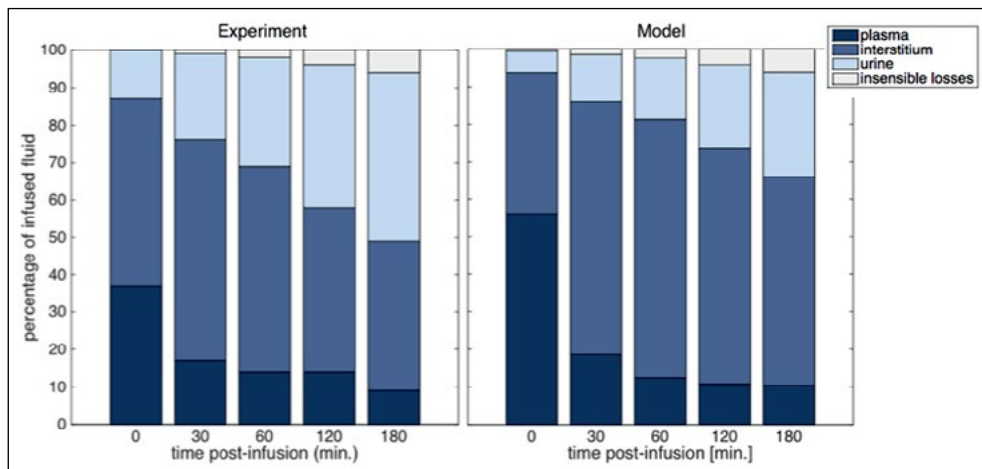 Experiment
Model
plasma
interstitium
urine
insensible losses
percentage of infused fluid
100
90
80
70
60
50
40
30
20
10
0
0 30 60 120 180
time post-infusion (min.)
0 30 60 120 180
time post-infusion [min.]